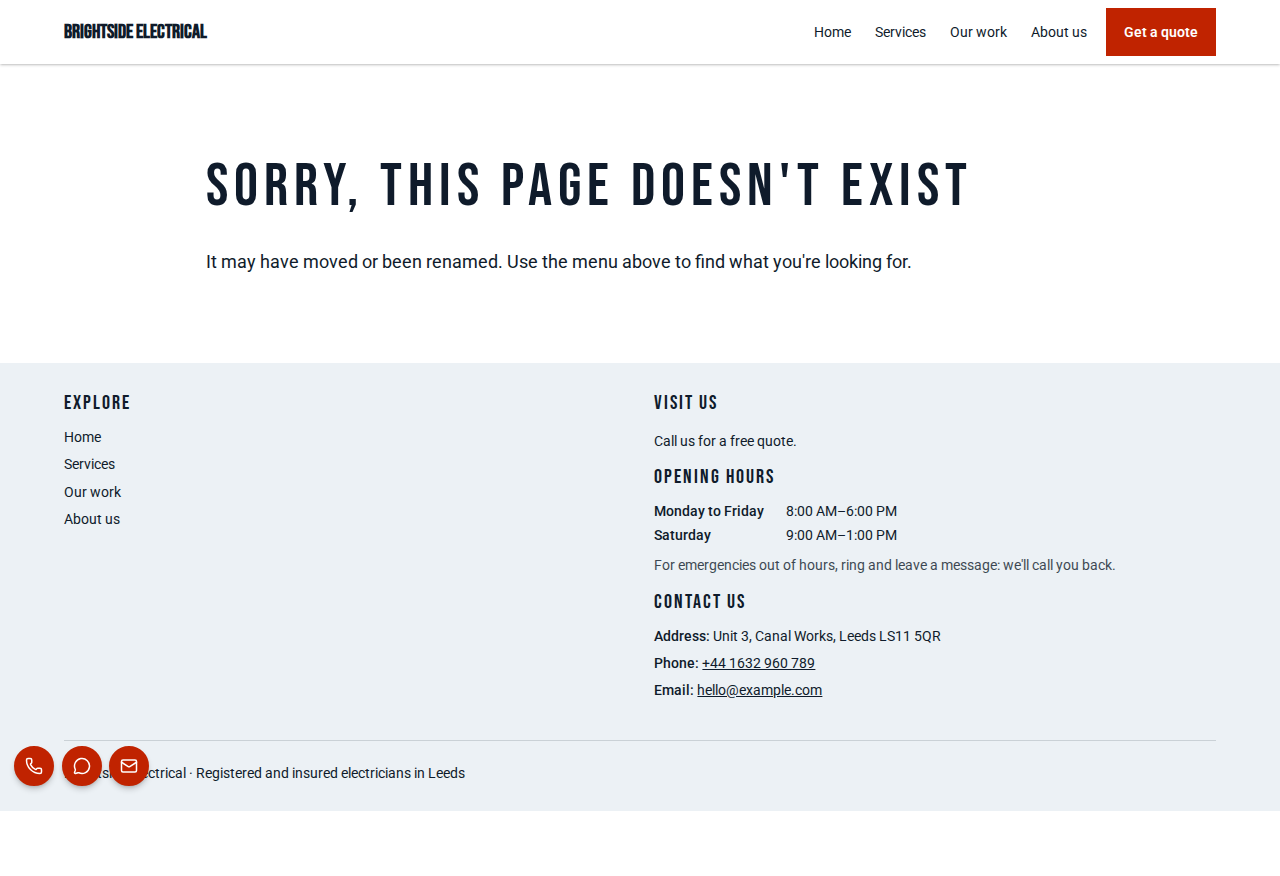 BRIGHTSIDE ELECTRICAL
Home
Services
Our work
About us
Get a quote
SORRY, THIS PAGE DOESN'T EXIST
It may have moved or been renamed. Use the menu above to find what you're looking for.
EXPLORE
Home
Services
Our work
About us
VISIT US
Call us for a free quote.
OPENING HOURS
Monday to Friday 8:00 AM–6:00 PM
Saturday 9:00 AM–1:00 PM
For emergencies out of hours, ring and leave a message: we'll call you back.
CONTACT US
Address: Unit 3, Canal Works, Leeds LS11 5QR
Phone: +44 1632 960 789
Email: hello@example.com
· Registered and insured electricians in Leeds